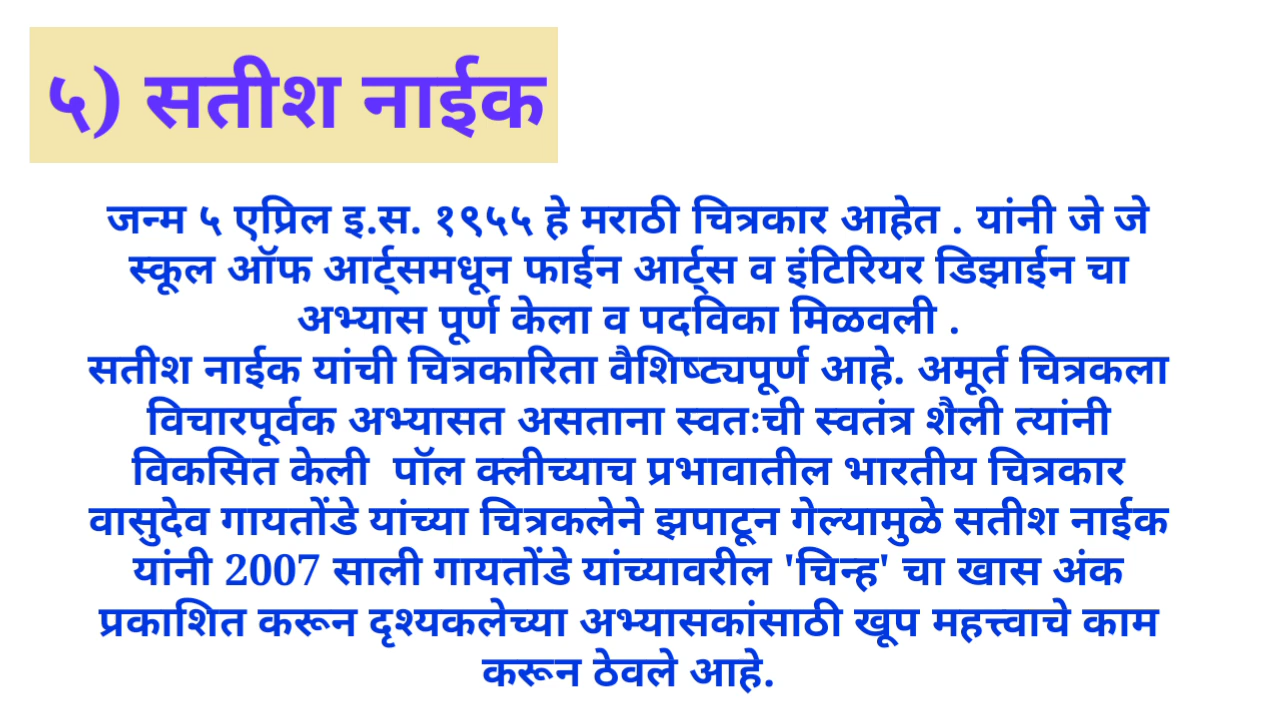 ५) सतीश नाईक
जन्म ५ एप्रिल इ.स. १९५५ हे मराठी चित्रकार आहेत . यांनी जे जे
स्कूल ऑफ आर्ट्समधून फाईन आर्ट्स व इंटिरियर डिझाईन चा
अभ्यास पूर्ण केला व पदविका मिळवली .
सतीश नाईक यांची चित्रकारिता वैशिष्ट्यपूर्ण आहे. अमूर्त चित्रकला
विचारपूर्वक अभ्यासत असताना स्वतःची स्वतंत्र शैली त्यांनी
विकसित केली  पॉल क्लीच्याच प्रभावातील भारतीय चित्रकार
वासुदेव गायतोंडे यांच्या चित्रकलेने झपाटून गेल्यामुळे सतीश नाईक
यांनी 2007 साली गायतोंडे यांच्यावरील 'चिन्ह' चा खास अंक
प्रकाशित करून दृश्यकलेच्या अभ्यासकांसाठी खूप महत्त्वाचे काम
करून ठेवले आहे.